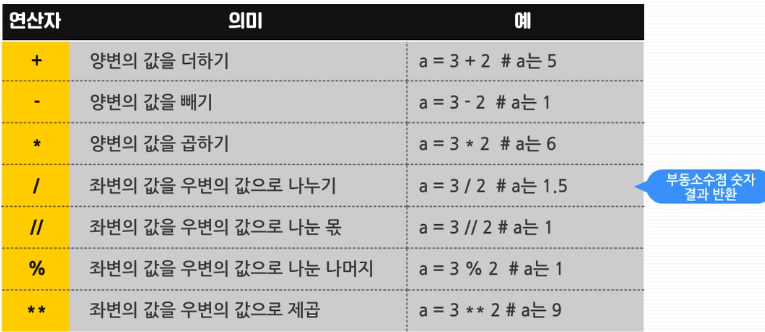 연산자 의미 예
+ 양변의 값을 더하기 a = 3 + 2 # a는 5
- 양변의 값을 빼기 a = 3 - 2 # a는 1
* 양변의 값을 곱하기 a = 3 * 2 # a는 6
/ 좌변의 값을 우변의 값으로 나누기 a = 3 / 2 # a는 1.5
부동소수점 숫자
결과 반환
// 좌변의 값을 우변의 값으로 나눈 몫 a = 3 // 2 # a는 1
% 좌변의 값을 우변의 값으로 나눈 나머지 a = 3 % 2 # a는 1
** 좌변의 값을 우변의 값으로 제곱 a = 3 ** 2 # a는 9